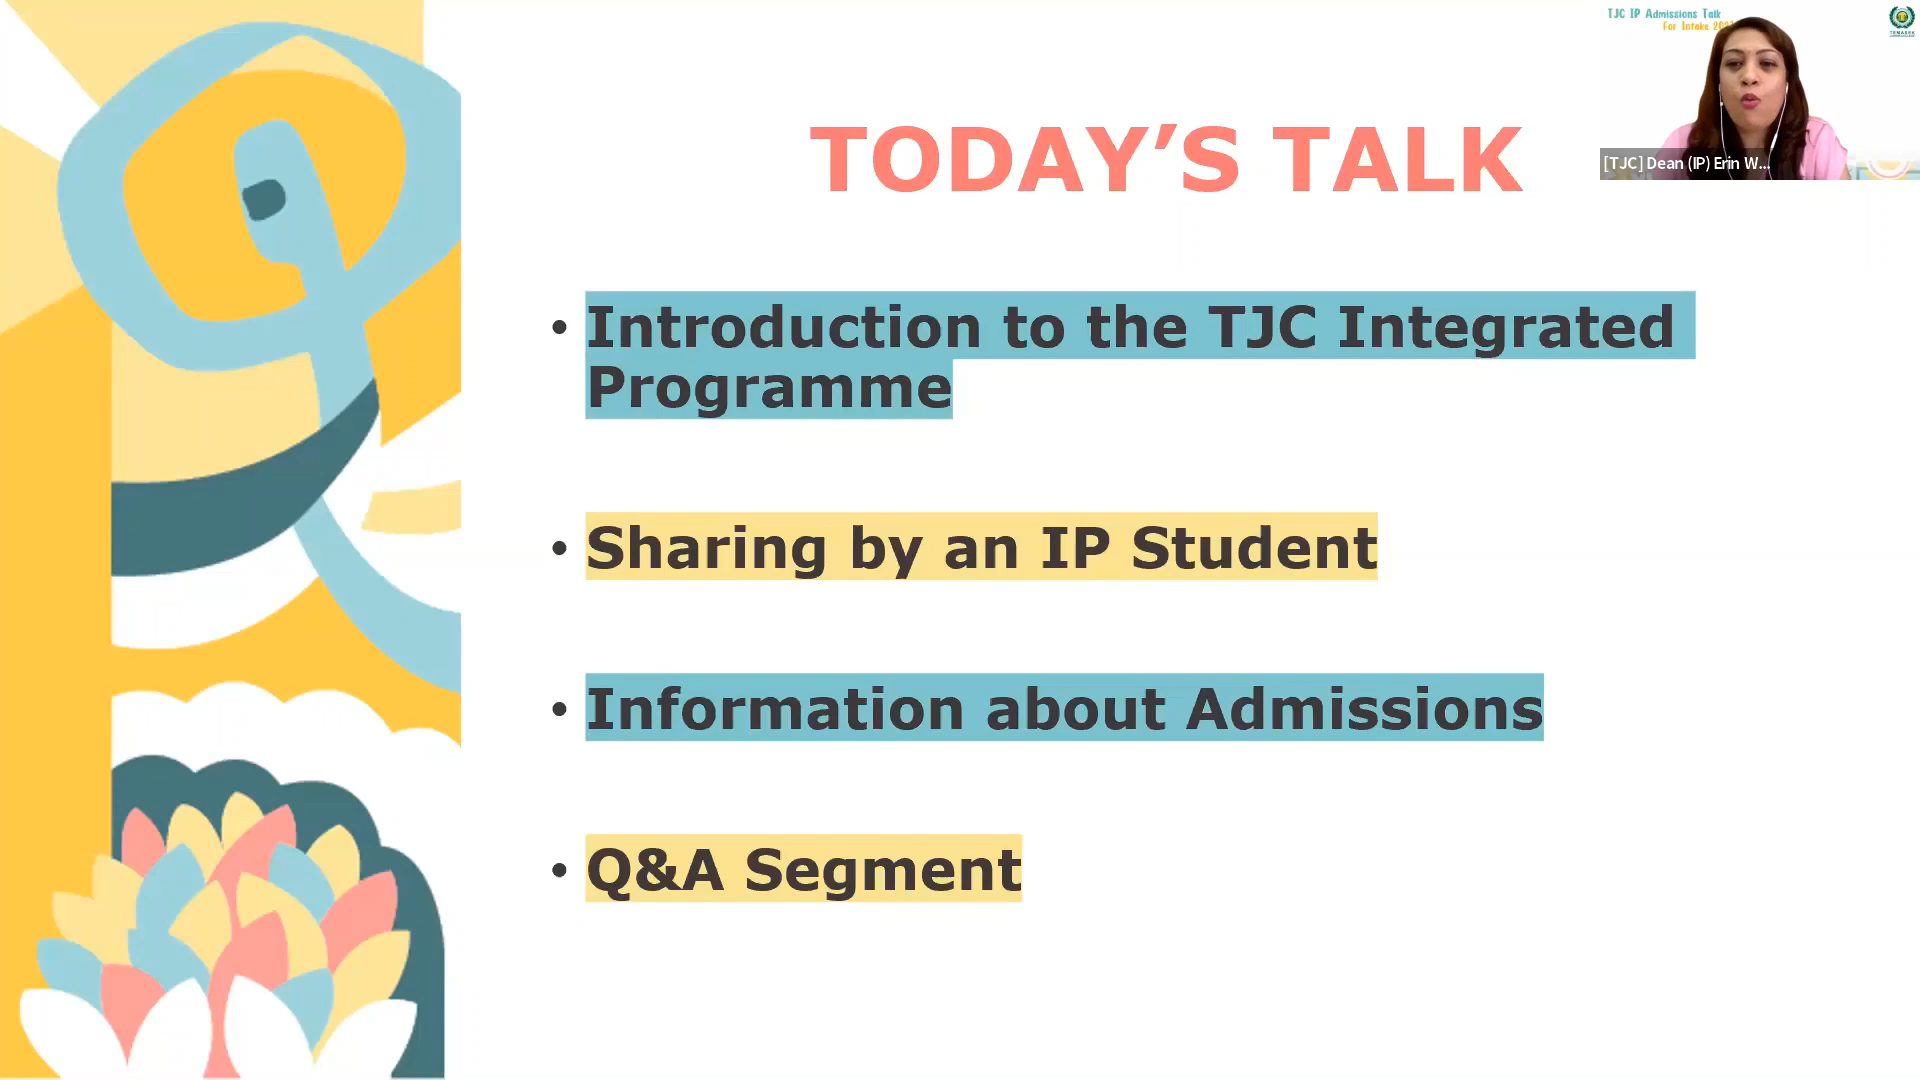 TJC IP Admissions Talk
For Intake
TEMASEK
TODAY’S TALK
[TJC] Dean (IP) Erin W...
• Introduction to the TJC Integrated
Programme
• Sharing by an IP Student
• Information about Admissions
• Q&A Segment